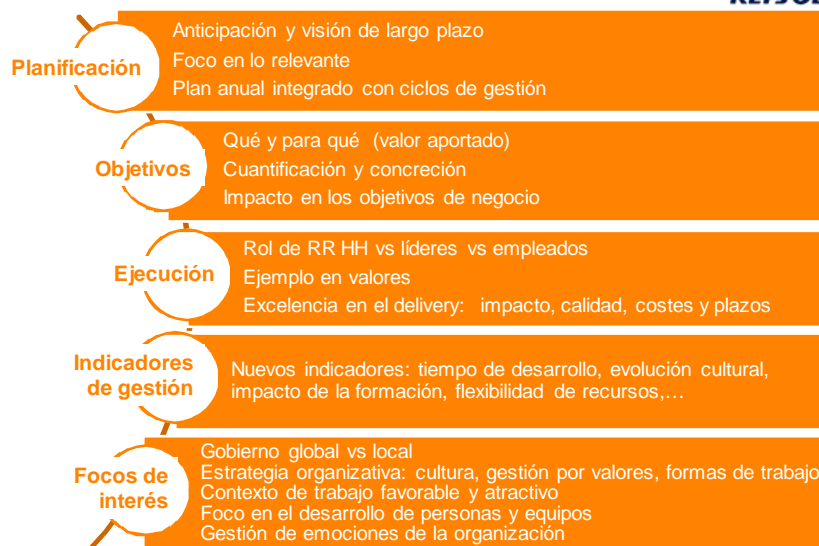 Planificación
Anticipación y visión de largo plazo
Foco en lo relevante
Plan anual integrado con ciclos de gestión
Objetivos
Qué y para qué (valor aportado)
Cuantificación y concreción
Impacto en los objetivos de negocio
Ejecución
Rol de RR HH vs líderes vs empleados
Ejemplo en valores
Excelencia en el delivery: impacto, calidad, costes y plazos
Indicadores
de gestión
Nuevos indicadores: tiempo de desarrollo, evolución cultural,
impacto de la formación, flexibilidad de recursos,…
Focos de
interés
Gobierno global vs local
Estrategia organizativa: cultura, gestión por valores, formas de trabajo
Contexto de trabajo favorable y atractivo
Foco en el desarrollo de personas y equipos
Gestión de emociones de la organización